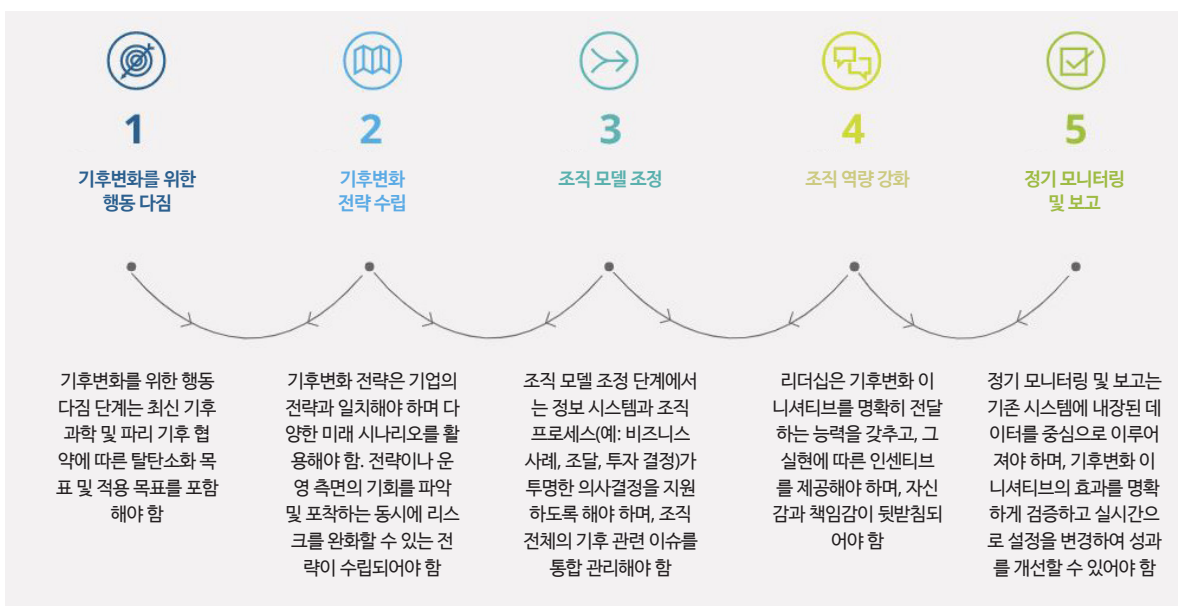 1
기후변화를 위한
행동 다짐
기후변화를 위한 행동
다짐 단계는 최신 기후
과학 및 파리 기후 협
약에 따른 탈탄소화 목
표 및 적용 목표를 포함
해야 함
2
기후변화
전략 수립
기후변화 전략은 기업의
전략과 일치해야 하며 다
양한 미래 시나리오를 활
용해야 함. 전략이나 운
영 측면의 기회를 파악
및 포착하는 동시에 리스
크를 완화할 수 있는 전
략이 수립되어야 함
3
조직 모델 조정
조직 모델 조정 단계에서
는 정보 시스템과 조직
프로세스(예: 비즈니스
사례, 조달, 투자 결정)가
투명한 의사결정을 지원
하도록 해야 하며, 조직
전체의 기후 관련 이슈를
통합 관리해야 함
4
조직 역량 강화
리더십은 기후변화 이
니셔티브를 명확히 전달
하는 능력을 갖추고, 그
실현에 따른 인센티브
를 제공해야 하며, 자신
감과 책임감이 뒷받침되
어야 함
5
정기 모니터링
및 보고
정기 모니터링 및 보고는
기존 시스템에 내장된 데
이터를 중심으로 이루어
져야 하며, 기후변화 이
니셔티브의 효과를 명확
하게 검증하고 실시간으
로 설정을 변경하여 성과
를 개선할 수 있어야 함